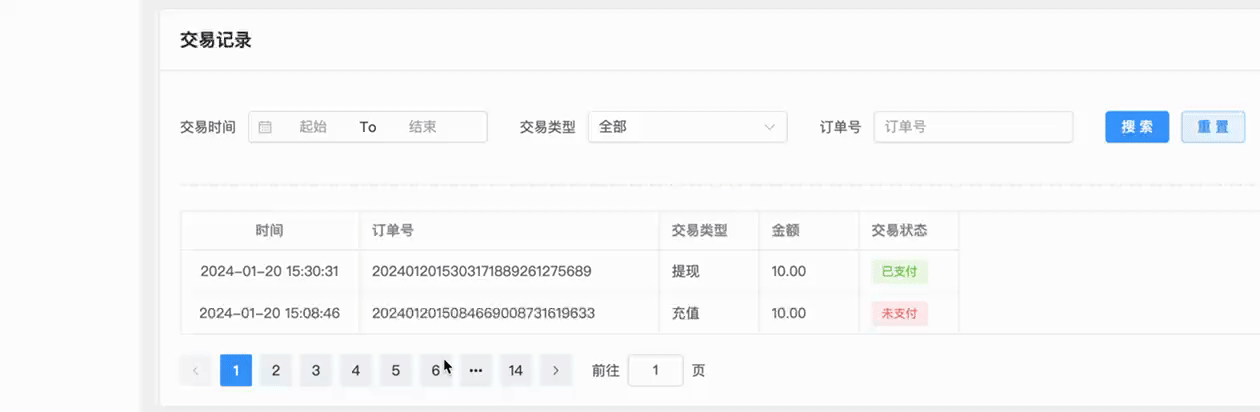 交易记录
交易时间 起始 To 结束 交易类型 全部 订单号 订单号 搜索 重置
时间 订单号 交易类型 金额 交易状态
2024-01-20 15:30:31 2024012015303171889261275689 提现 10.00 已支付
2024-01-20 15:08:46 2024012015084669008731619633 充值 10.00 未支付
1 2 3 4 5 6 ••• 14 前往 1 页